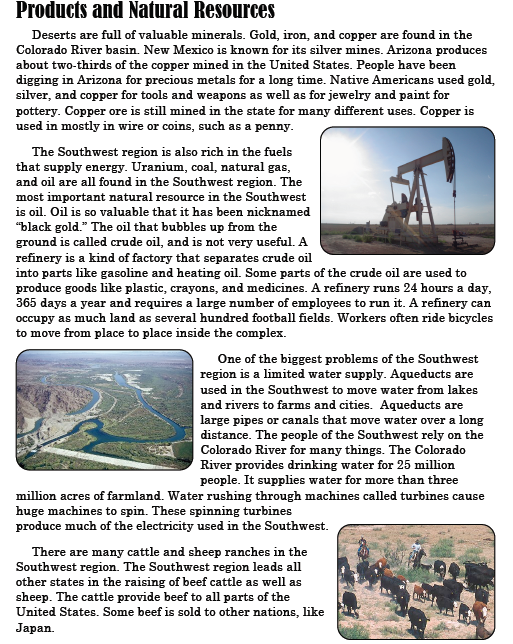 Products and Natural Resources
Deserts are full of valuable minerals. Gold, iron, and copper are found in the
Colorado River basin. New Mexico is known for its silver mines. Arizona produces
about two-thirds of the copper mined in the United States. People have been
digging in Arizona for precious metals for a long time. Native Americans used gold,
silver, and copper for tools and weapons as well as for jewelry and paint for
pottery. Copper ore is still mined in the state for many different uses. Copper is
used in mostly in wire or coins, such as a penny.
The Southwest region is also rich in the fuels
that supply energy. Uranium, coal, natural gas,
and oil are all found in the Southwest region. The
most important natural resource in the Southwest
is oil. Oil is so valuable that it has been nicknamed
“black gold.” The oil that bubbles up from the
ground is called crude oil, and is not very useful. A
refinery is a kind of factory that separates crude oil
into parts like gasoline and heating oil. Some parts of the crude oil are used to
produce goods like plastic, crayons, and medicines. A refinery runs 24 hours a day,
365 days a year and requires a large number of employees to run it. A refinery can
occupy as much land as several hundred football fields. Workers often ride bicycles
to move from place to place inside the complex.
One of the biggest problems of the Southwest
region is a limited water supply. Aqueducts are
used in the Southwest to move water from lakes
and rivers to farms and cities. Aqueducts are
large pipes or canals that move water over a long
distance. The people of the Southwest rely on the
Colorado River for many things. The Colorado
River provides drinking water for 25 million
people. It supplies water for more than three
million acres of farmland. Water rushing through machines called turbines cause
huge machines to spin. These spinning turbines
produce much of the electricity used in the Southwest.
There are many cattle and sheep ranches in the
Southwest region. The Southwest region leads all
other states in the raising of beef cattle as well as
sheep. The cattle provide beef to all parts of the
United States. Some beef is sold to other nations, like
Japan.